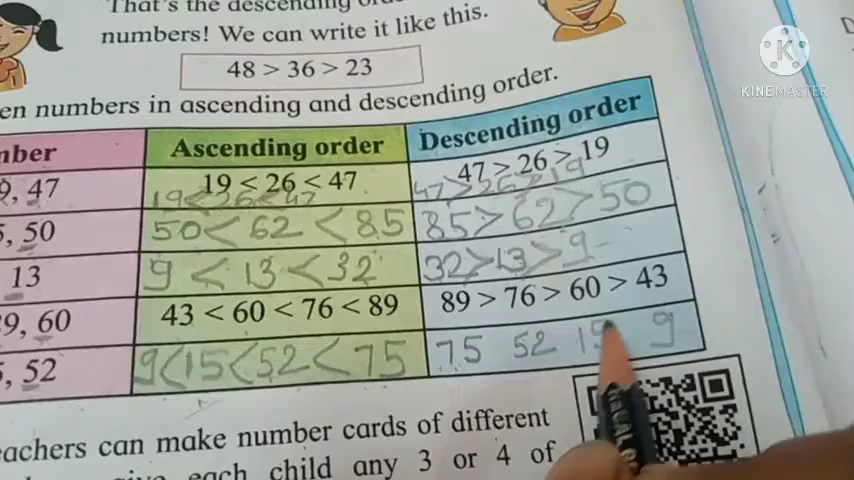 That's the descending
numbers! We can write it like this.
48 > 36 > 23
en numbers in ascending and descending order.
mber Ascending order Descending order
9, 47 19 < 26 < 47 47 > 26 > 19
19 < 26 < 47 47 > 26 > 19
5, 50 50 < 62 < 85 85 > 62 > 50
13 9 < 13 < 32 32 > 13 > 9
9, 60 43 < 60 < 76 < 89 89 > 76 > 60 > 43
5, 52 9 < 15 < 52 < 75 75 52 15 9
eachers can make number cards of different
give each child any 3 or 4 of
K
KINEMASTER